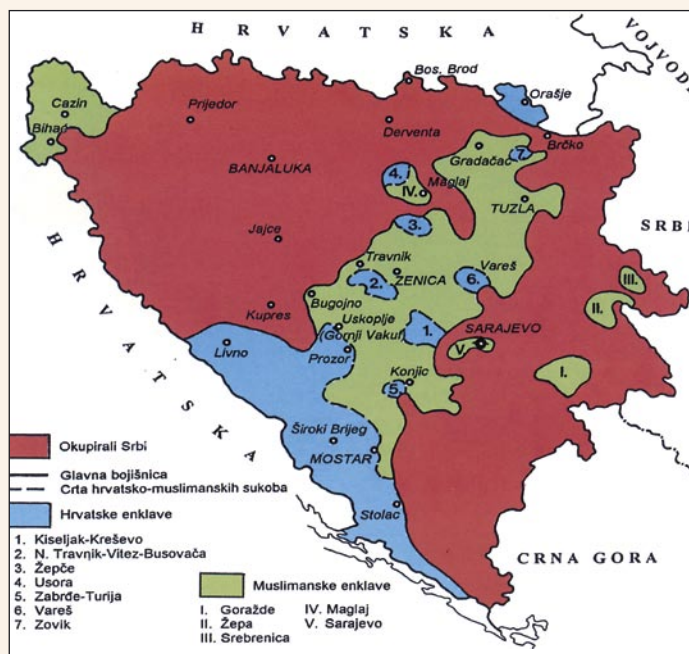 H R V A T S K A
VOJVOD
Bos. Brod
Orašje
Cazin
Bihać
Prijedor
Derventa
Brčko
Gradačac
7.
BANJALUKA
4.
IV.
Maglaj
TUZLA
SRBI
Jajce
3.
H R V A T S K A
Travnik
ZENICA
Vareš
6.
III.
2.
II.
Bugojno
Kupres
Uskoplje
(Gornji Vakuf)
1.
SARAJEVO
V.
Livno
Prozor
I.
Konjic
5.
Široki Brijeg
MOSTAR
Stolac
CRNA GORA
Okupirali Srbi
Glavna bojišnica
Crta hrvatsko-muslimanskih sukoba
Hrvatske enklave
1. Kiseljak-Kreševo
2. N. Travnik-Vitez-Busovača
3. Žepče
4. Usora
5. Zabrđe-Turija
6. Vareš
7. Zovik
Muslimanske enklave
I. Goražde
II. Žepa
III. Srebrenica
IV. Maglaj
V. Sarajevo